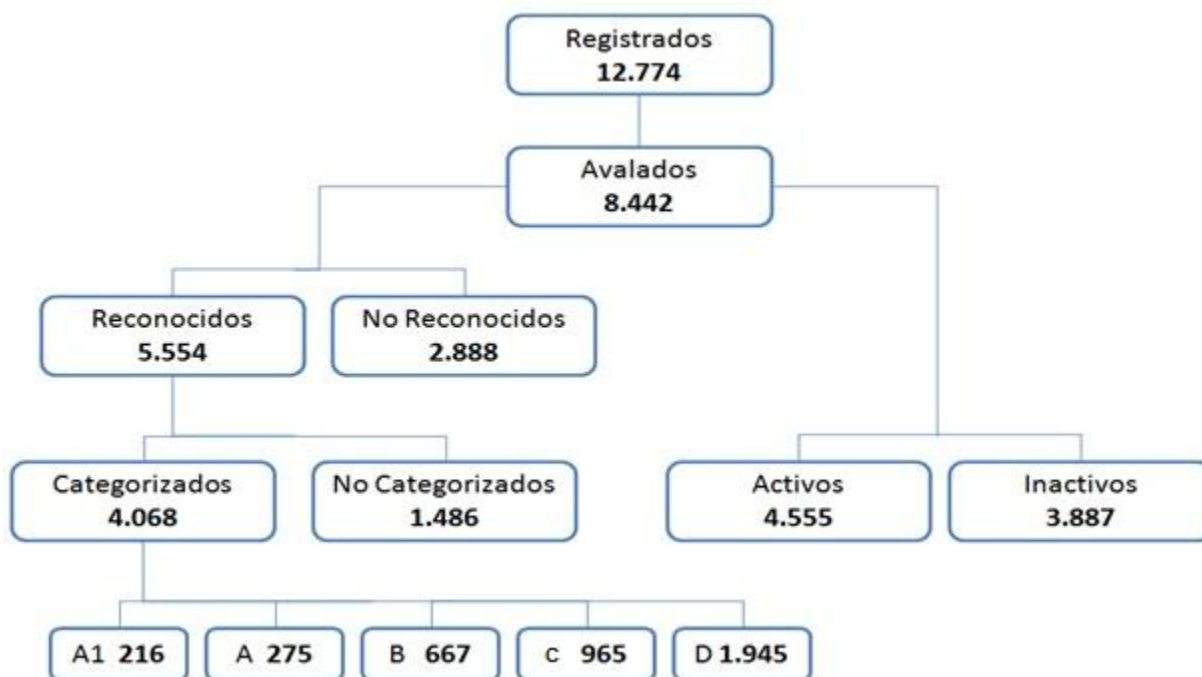 Registrados
12.774
Avalados
8.442
Reconocidos
5.554
No Reconocidos
2.888
Categorizados
4.068
No Categorizados
1.486
Activos
4.555
Inactivos
3.887
A1 216
A 275
B 667
c 965
D 1.945